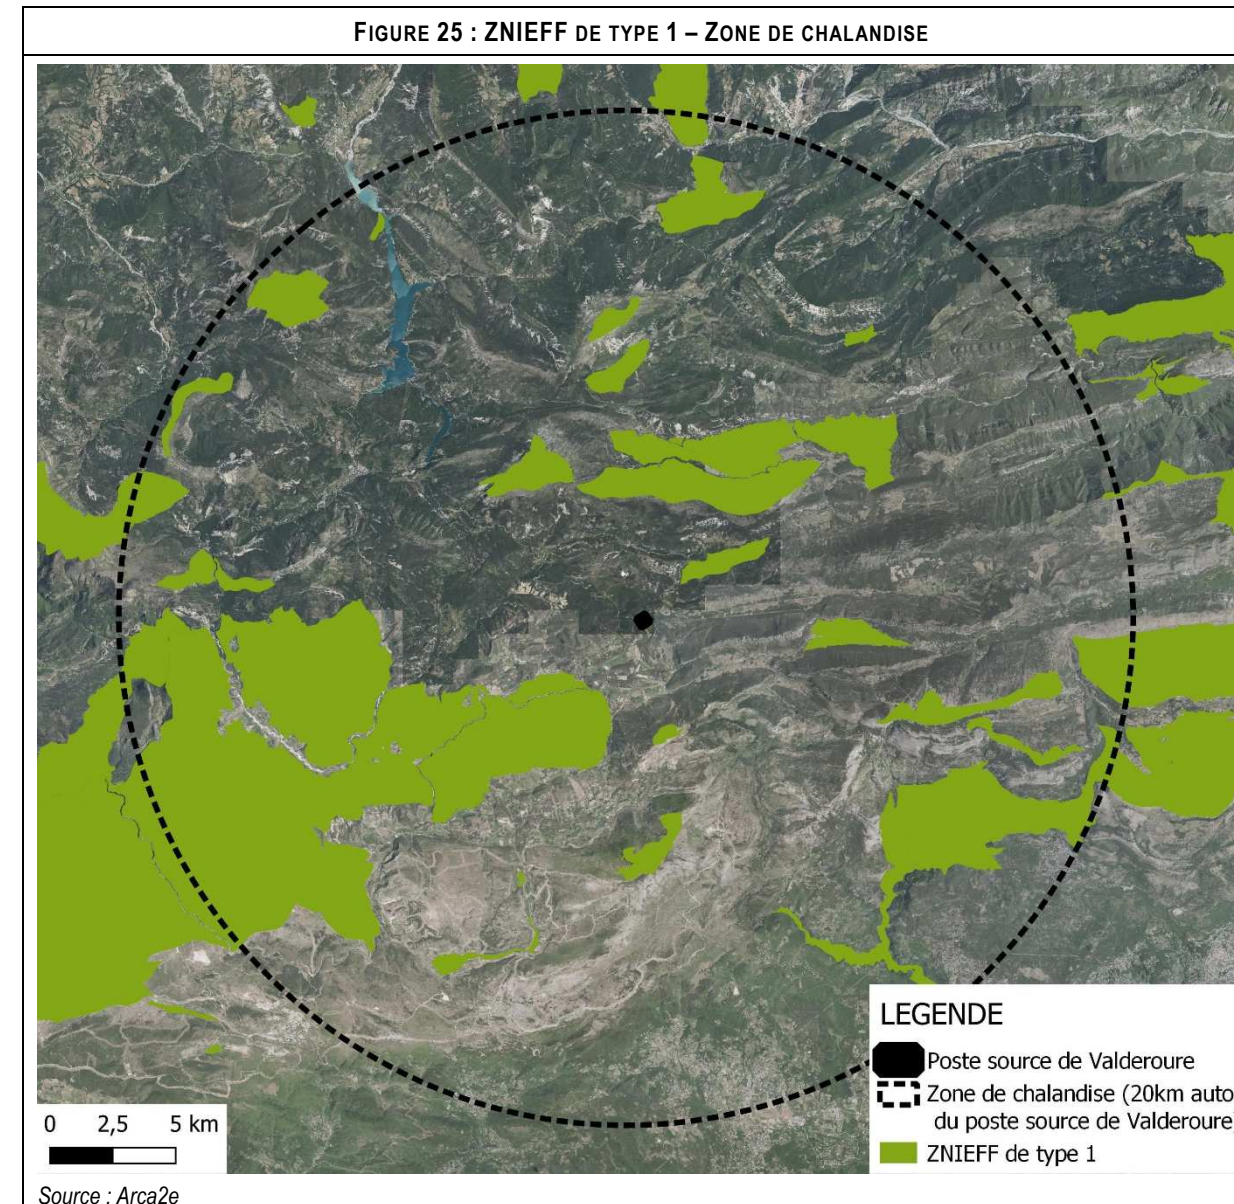 FIGURE 25 : ZNIEFF DE TYPE 1 – ZONE DE CHALANDISE
LEGENDE
Poste source de Valderoure
Zone de chalandise (20km auto
du poste source de Valderoure)
ZNIEFF de type 1
0 2,5 5 km
Source : Arca2e